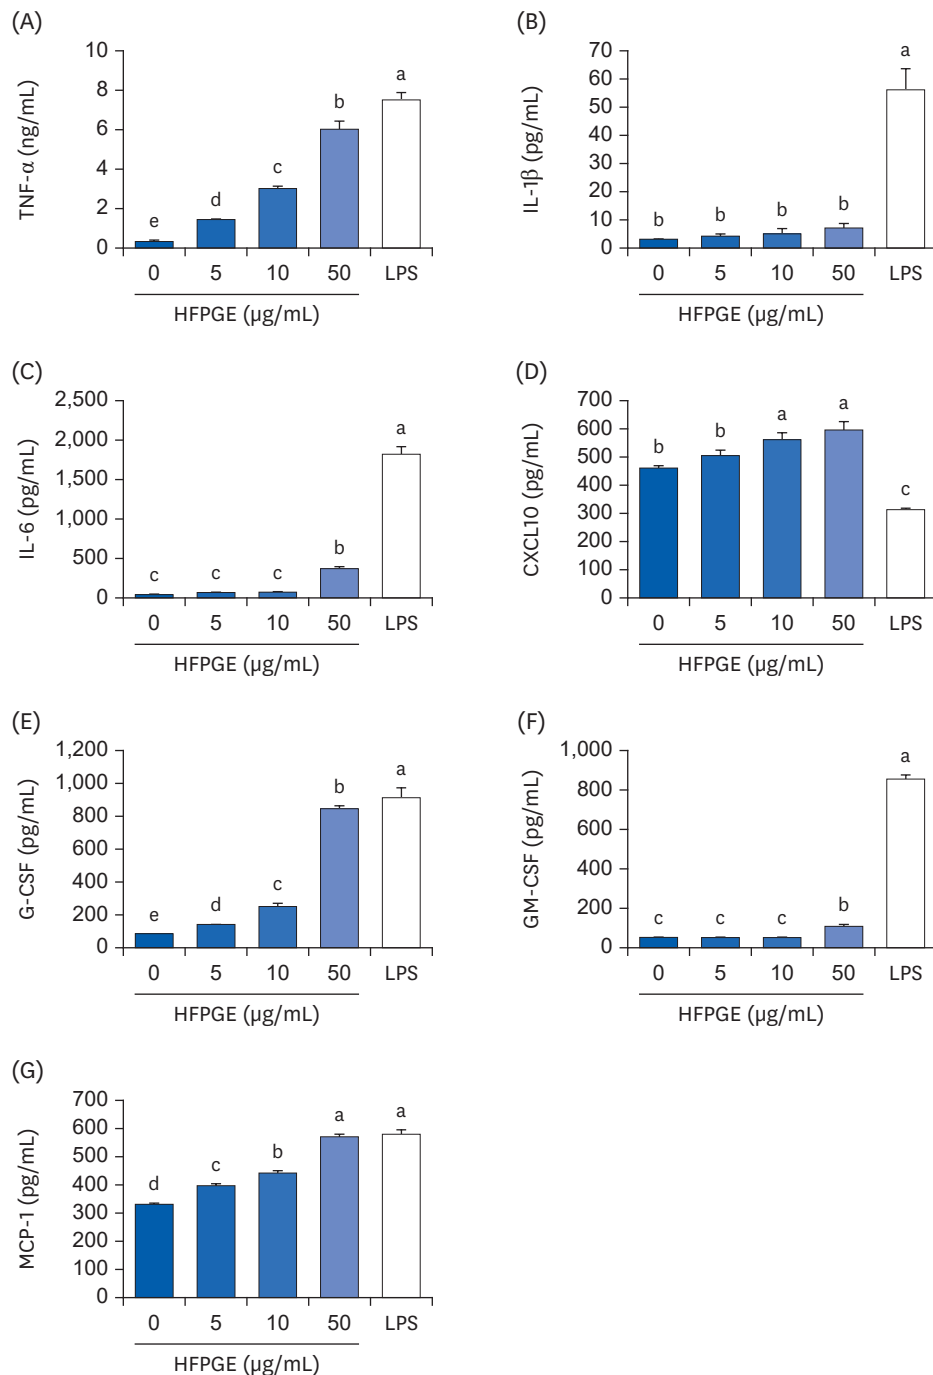 (A)
TNF-α (ng/mL)
10
8
6
4
2
0
e
d
c
b
a
0 5 10 50 LPS
HFPGE (µg/mL)
(B)
IL-1β (pg/mL)
70
60
50
40
30
20
10
0
b
b
b
b
a
0 5 10 50 LPS
HFPGE (µg/mL)
(C)
IL-6 (pg/mL)
2,500
2,000
1,500
1,000
500
0
c
c
c
b
a
0 5 10 50 LPS
HFPGE (µg/mL)
(D)
CXCL10 (pg/mL)
700
600
500
400
300
200
100
0
b
b
a
a
c
0 5 10 50 LPS
HFPGE (µg/mL)
(E)
G-CSF (pg/mL)
1,200
1,000
800
600
400
200
0
e
d
c
b
a
0 5 10 50 LPS
HFPGE (µg/mL)
(F)
GM-CSF (pg/mL)
1,000
800
600
400
200
0
c
c
c
b
a
0 5 10 50 LPS
HFPGE (µg/mL)
(G)
MCP-1 (pg/mL)
700
600
500
400
300
200
100
0
d
c
b
a
a
0 5 10 50 LPS
HFPGE (µg/mL)